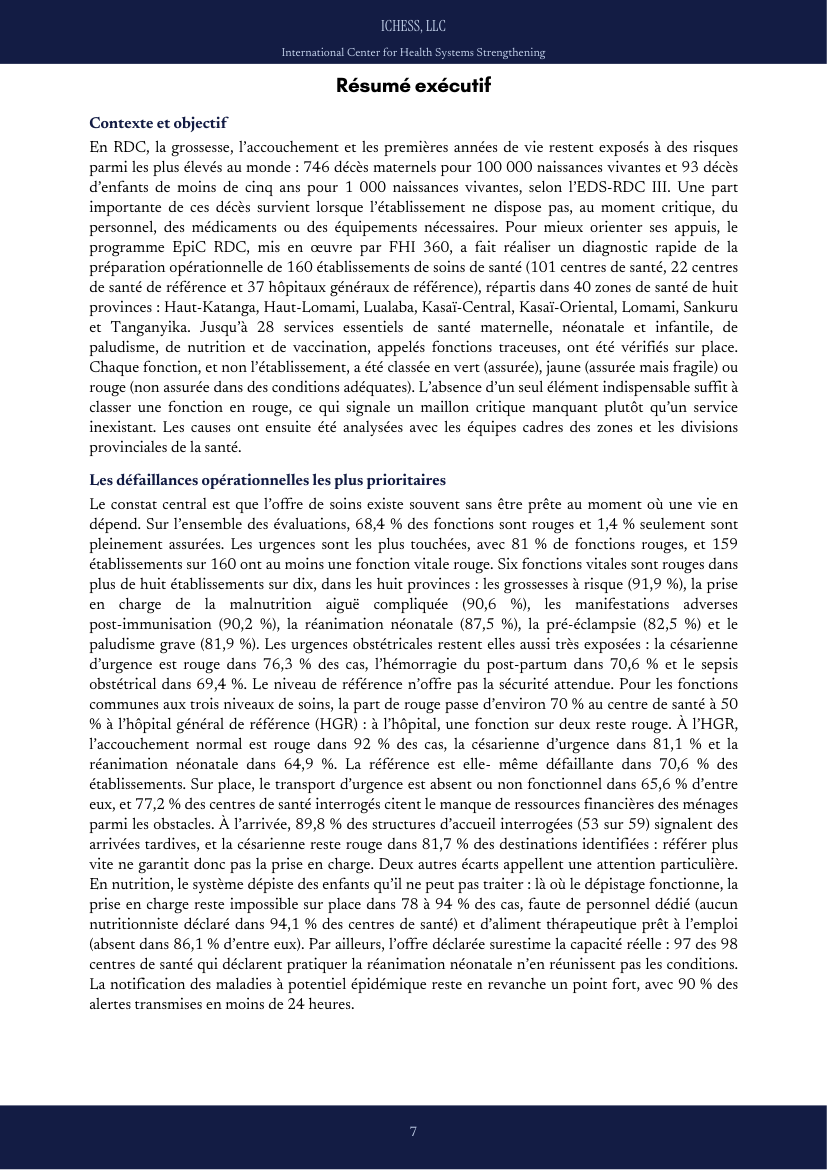 ICHESS, LLC
International Center for Health Systems Strengthening
Résumé exécutif
Contexte et objectif
En RDC, la grossesse, l’accouchement et les premières années de vie restent exposés à des risques
parmi les plus élevés au monde : 746 décès maternels pour 100 000 naissances vivantes et 93 décès
d’enfants de moins de cinq ans pour 1 000 naissances vivantes, selon l’EDS-RDC III. Une part
importante de ces décès survient lorsque l’établissement ne dispose pas, au moment critique, du
personnel, des médicaments ou des équipements nécessaires. Pour mieux orienter ses appuis, le
programme EpiC RDC, mis en œuvre par FHI 360, a fait réaliser un diagnostic rapide de la
préparation opérationnelle de 160 établissements de soins de santé (101 centres de santé, 22 centres
de santé de référence et 37 hôpitaux généraux de référence), répartis dans 40 zones de santé de huit
provinces : Haut-Katanga, Haut-Lomami, Lualaba, Kasaï-Central, Kasaï-Oriental, Lomami, Sankuru
et Tanganyika. Jusqu’à 28 services essentiels de santé maternelle, néonatale et infantile, de
paludisme, de nutrition et de vaccination, appelés fonctions traceuses, ont été vérifiés sur place.
Chaque fonction, et non l’établissement, a été classée en vert (assurée), jaune (assurée mais fragile) ou
rouge (non assurée dans des conditions adéquates). L’absence d’un seul élément indispensable suffit à
classer une fonction en rouge, ce qui signale un maillon critique manquant plutôt qu’un service
inexistant. Les causes ont ensuite été analysées avec les équipes cadres des zones et les divisions
provinciales de la santé.
Les défaillances opérationnelles les plus prioritaires
Le constat central est que l’offre de soins existe souvent sans être prête au moment où une vie en
dépend. Sur l’ensemble des évaluations, 68,4 % des fonctions sont rouges et 1,4 % seulement sont
pleinement assurées. Les urgences sont les plus touchées, avec 81 % de fonctions rouges, et 159
établissements sur 160 ont au moins une fonction vitale rouge. Six fonctions vitales sont rouges dans
plus de huit établissements sur dix, dans les huit provinces : les grossesses à risque (91,9 %), la prise
en charge de la malnutrition aiguë compliquée (90,6 %), les manifestations adverses
post-immunisation (90,2 %), la réanimation néonatale (87,5 %), la pré-éclampsie (82,5 %) et le
paludisme grave (81,9 %). Les urgences obstétricales restent elles aussi très exposées : la césarienne
d’urgence est rouge dans 76,3 % des cas, l’hémorragie du post-partum dans 70,6 % et le sepsis
obstétrical dans 69,4 %. Le niveau de référence n’offre pas la sécurité attendue. Pour les fonctions
communes aux trois niveaux de soins, la part de rouge passe d’environ 70 % au centre de santé à 50
% à l’hôpital général de référence (HGR) : à l’hôpital, une fonction sur deux reste rouge. À l’HGR,
l’accouchement normal est rouge dans 92 % des cas, la césarienne d’urgence dans 81,1 % et la
réanimation néonatale dans 64,9 %. La référence est elle- même défaillante dans 70,6 % des
établissements. Sur place, le transport d’urgence est absent ou non fonctionnel dans 65,6 % d’entre
eux, et 77,2 % des centres de santé interrogés citent le manque de ressources financières des ménages
parmi les obstacles. À l’arrivée, 89,8 % des structures d’accueil interrogées (53 sur 59) signalent des
arrivées tardives, et la césarienne reste rouge dans 81,7 % des destinations identifiées : référer plus
vite ne garantit donc pas la prise en charge. Deux autres écarts appellent une attention particulière.
En nutrition, le système dépiste des enfants qu’il ne peut pas traiter : là où le dépistage fonctionne, la
prise en charge reste impossible sur place dans 78 à 94 % des cas, faute de personnel dédié (aucun
nutritionniste déclaré dans 94,1 % des centres de santé) et d’aliment thérapeutique prêt à l’emploi
(absent dans 86,1 % d’entre eux). Par ailleurs, l’offre déclarée surestime la capacité réelle : 97 des 98
centres de santé qui déclarent pratiquer la réanimation néonatale n’en réunissent pas les conditions.
La notification des maladies à potentiel épidémique reste en revanche un point fort, avec 90 % des
alertes transmises en moins de 24 heures.
7